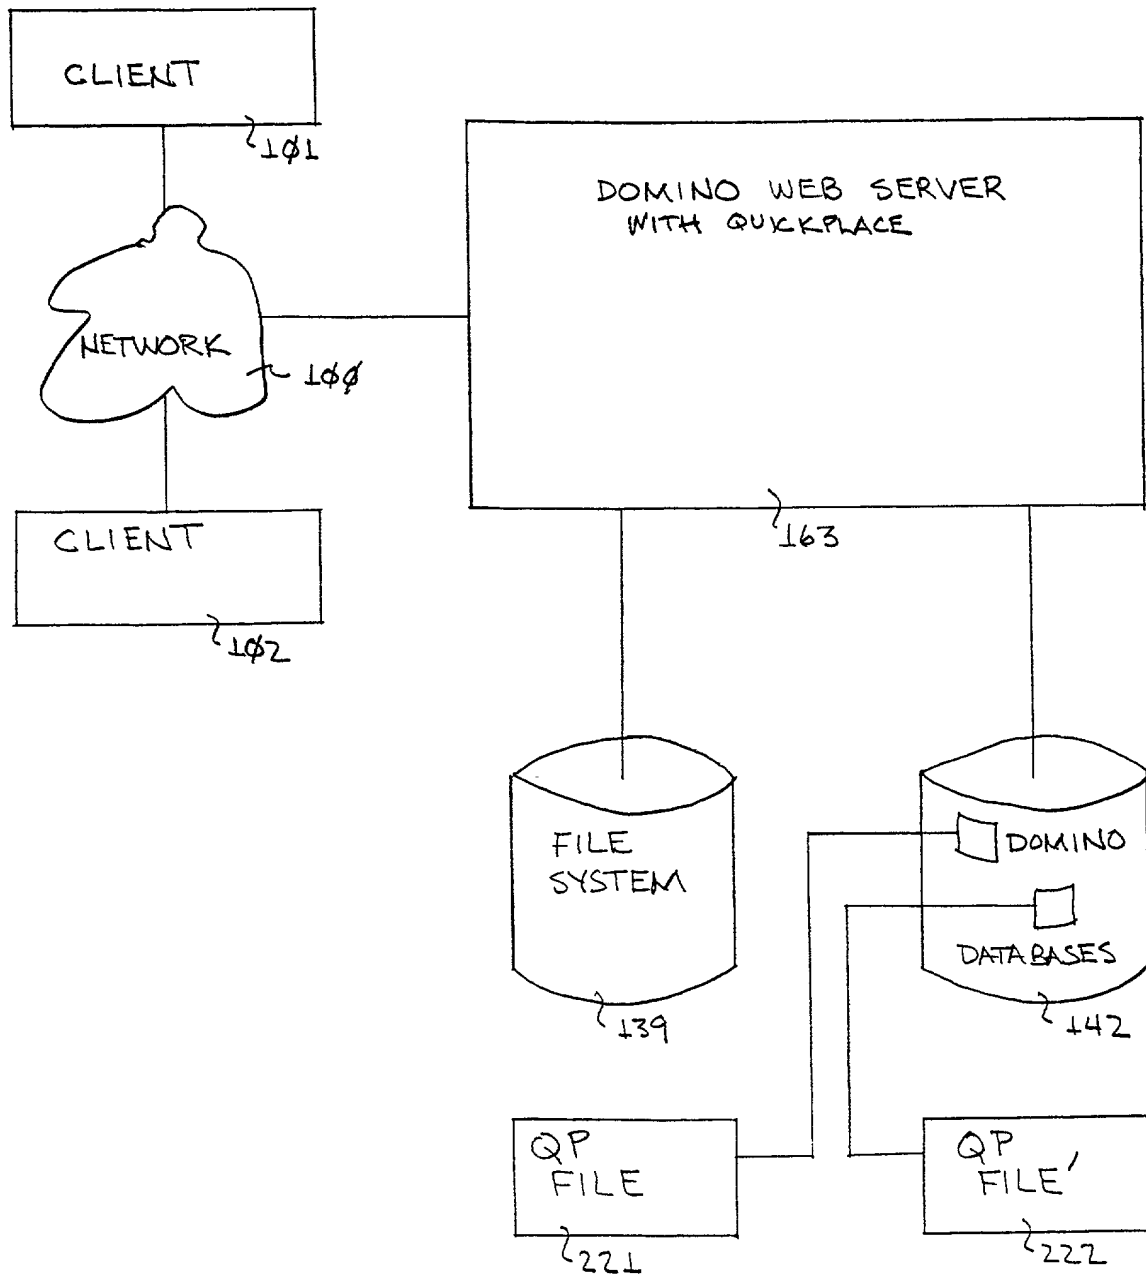 CLIENT
101
DOMINO WEB SERVER
WITH QUICKPLACE
NETWORK
100
CLIENT
163
102
FILE
SYSTEM
DOMINO
DATABASES
139
142
QP
FILE
QP
FILE'
221
222